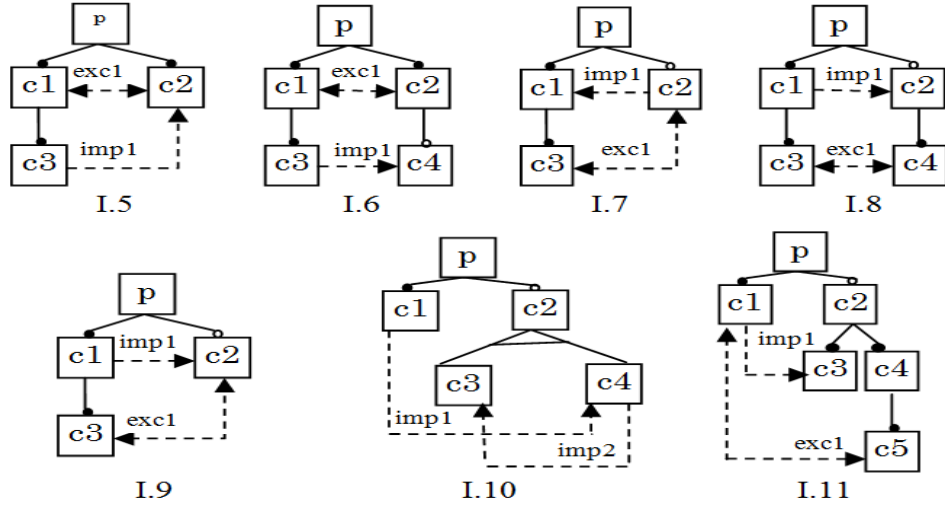 p
c1 exc1 c2
c3 imp1
I.5
p
c1 exc1 c2
c3 imp1 c4
I.6
p
c1 imp1 c2
c3 exc1
I.7
p
c1 imp1 c2
c3 exc1 c4
I.8
p
c1 imp1 c2
c3 exc1
I.9
p
c1 c2
c3 c4
imp1
imp2
I.10
p
c1 c2
imp1 c3 c4
exc1 c5
I.11